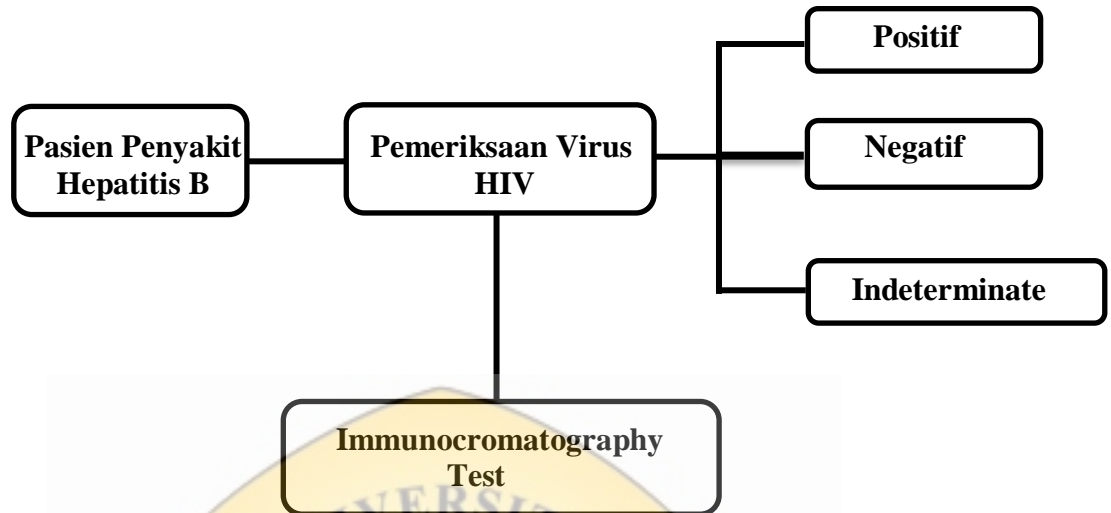 Positif
Pasien Penyakit
Hepatitis B
Pemeriksaan Virus
HIV
Negatif
Indeterminate
Immunocromatography
Test